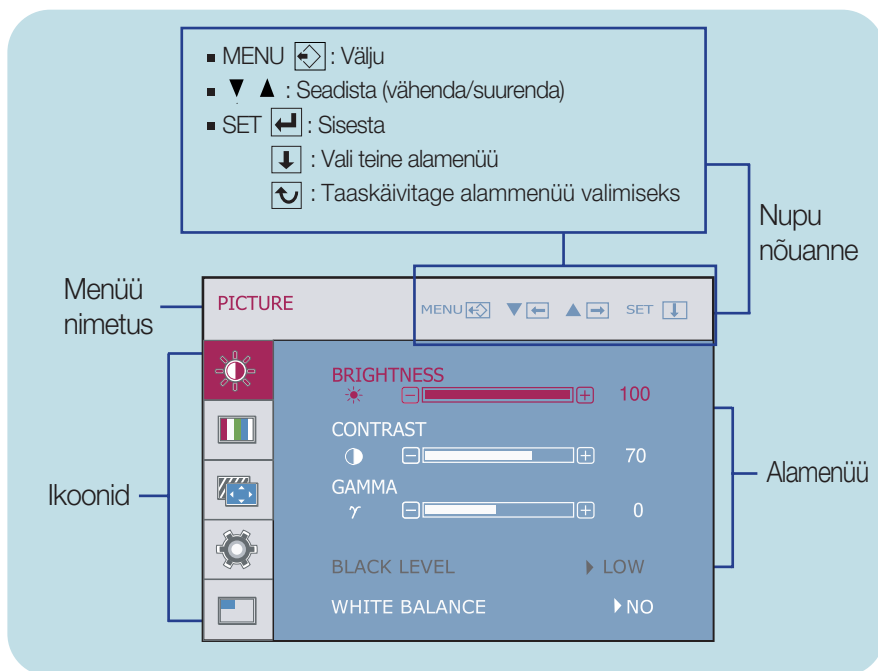 ▪ MENU : Välju
▪ ▼ ▲ : Seadista (vähenda/suurenda)
▪ SET : Sisesta
: Vali teine alamenüü
: Taaskäivitage alammenüü valimiseks
Nupu
nõuanne
Menüü
nimetus
PICTURE
MENU ▼ ▲ SET
BRIGHTNESS
100
CONTRAST
70
GAMMA
γ 0
BLACK LEVEL LOW
WHITE BALANCE NO
Ikoonid
Alamenüü